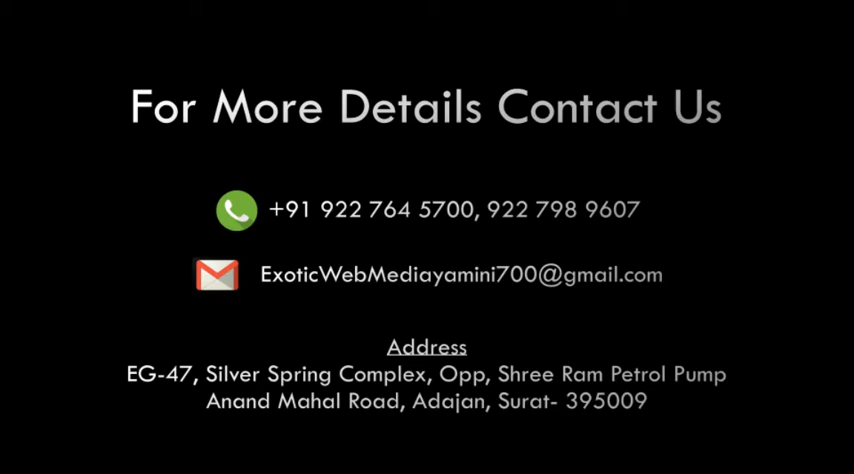 For More Details Contact Us
+91 922 764 5700, 922 798 9607
ExoticWebMediayamini700@gmail.com
Address
EG-47, Silver Spring Complex, Opp, Shree Ram Petrol Pump
Anand Mahal Road, Adajan, Surat- 395009